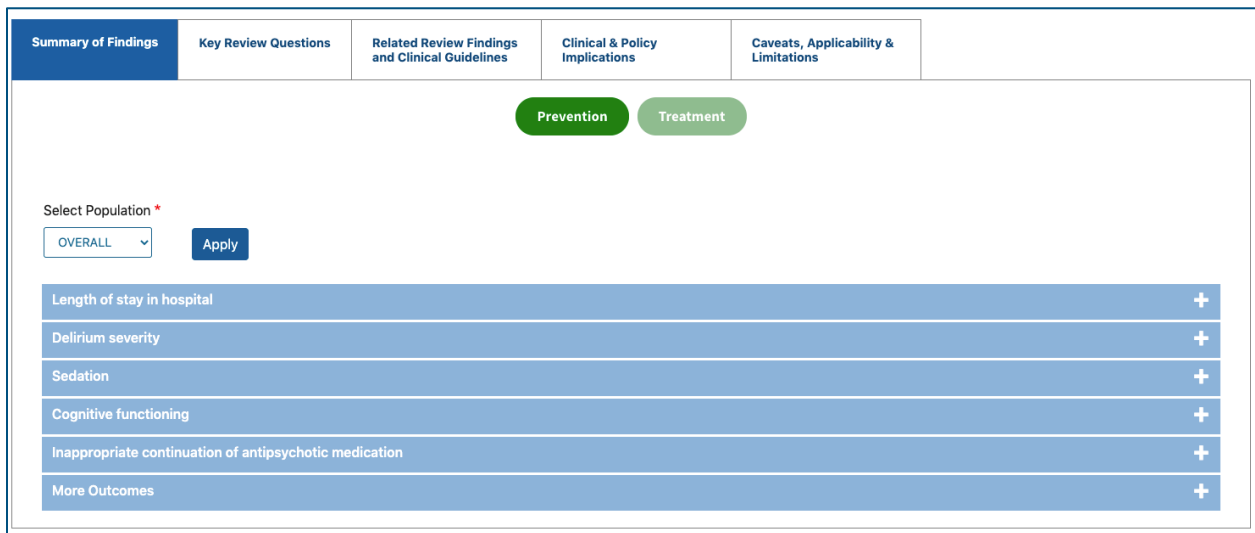 Summary of Findings
Key Review Questions
Related Review Findings
and Clinical Guidelines
Clinical & Policy
Implications
Caveats, Applicability &
Limitations
Prevention
Treatment
Select Population *
OVERALL
Apply
Length of stay in hospital
Delirium severity
Sedation
Cognitive functioning
Inappropriate continuation of antipsychotic medication
More Outcomes